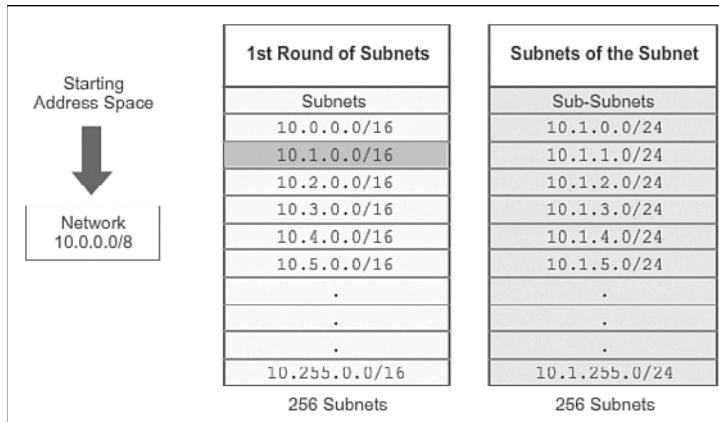 Starting
Address Space
Network
10.0.0.0/8
1st Round of Subnets
Subnets
10.0.0.0/16
10.1.0.0/16
10.2.0.0/16
10.3.0.0/16
10.4.0.0/16
10.5.0.0/16
.
.
.
10.255.0.0/16
256 Subnets
Subnets of the Subnet
Sub-Subnets
10.1.0.0/24
10.1.1.0/24
10.1.2.0/24
10.1.3.0/24
10.1.4.0/24
10.1.5.0/24
.
.
.
10.1.255.0/24
256 Subnets